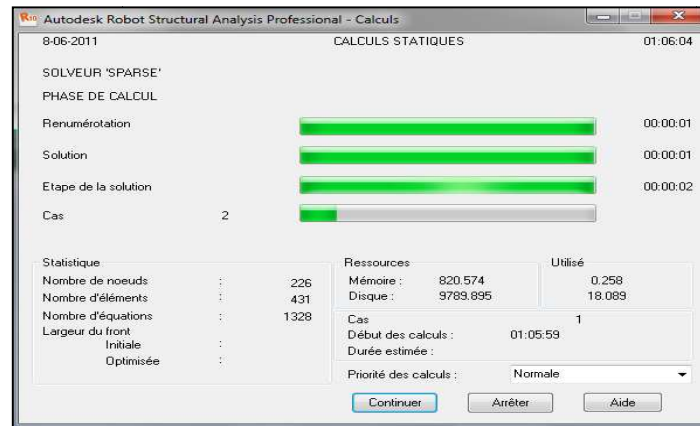 Autodesk Robot Structural Analysis Professional - Calculs
8-06-2011 CALCULS STATIQUES 01:06:04
SOLVEUR 'SPARSE'
PHASE DE CALCUL
Renumérotation 00:00:01
Solution 00:00:01
Etape de la solution 00:00:02
Cas 2
Statistique
Nombre de noeuds : 226
Nombre d'éléments : 431
Nombre d'équations : 1328
Largeur du front
Initiale :
Optimisée :
Ressources Utilisé
Mémoire : 820.574 0.258
Disque : 9789.895 18.089
Cas 1
Début des calculs : 01:05:59
Durée estimée :
Priorité des calculs : Normale
Continuer Arrêter Aide